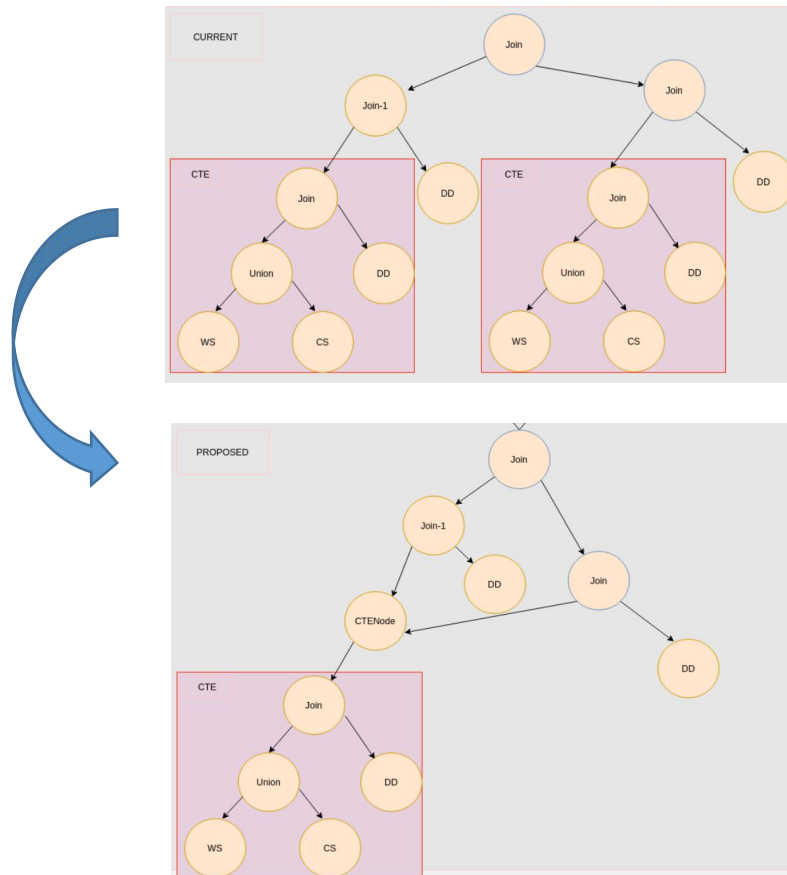 CURRENT
Join
Join-1
Join
CTE
Join
DD
CTE
Join
DD
Union
DD
Union
DD
WS
CS
WS
CS
PROPOSED
Join
Join-1
DD
Join
CTENode
DD
CTE
Join
Union
DD
WS
CS